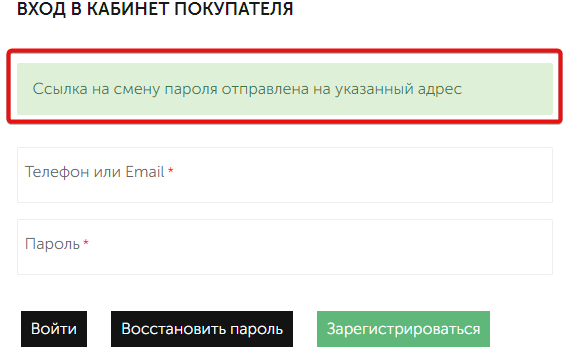 ВХОД В КАБИНЕТ ПОКУПАТЕЛЯ
Ссылка на смену пароля отправлена на указанный адрес
Телефон или Email *
Пароль *
Войти
Восстановить пароль
Зарегистрироваться